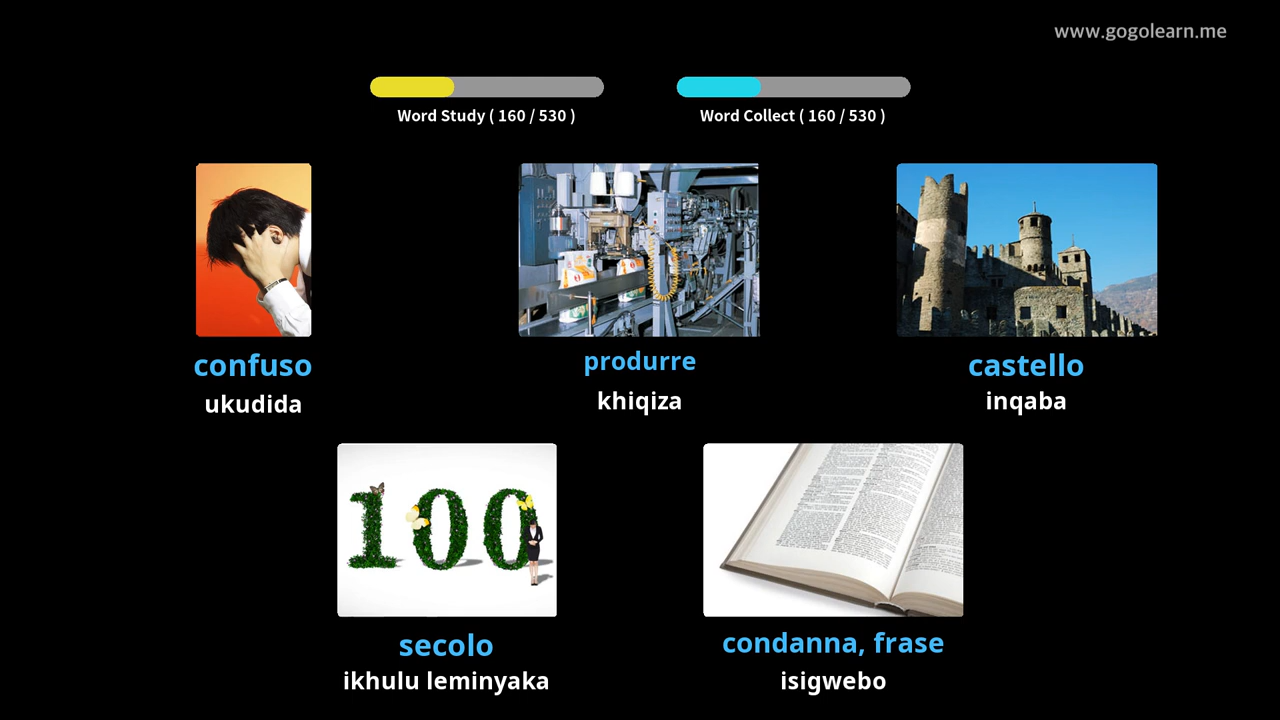 www.gogolearn.me
Word Study ( 160 / 530 )
Word Collect ( 160 / 530 )
confuso
ukudida
produrre
khiqiza
castello
inqaba
100
secolo
ikhulu leminyaka
condanna, frase
isigwebo